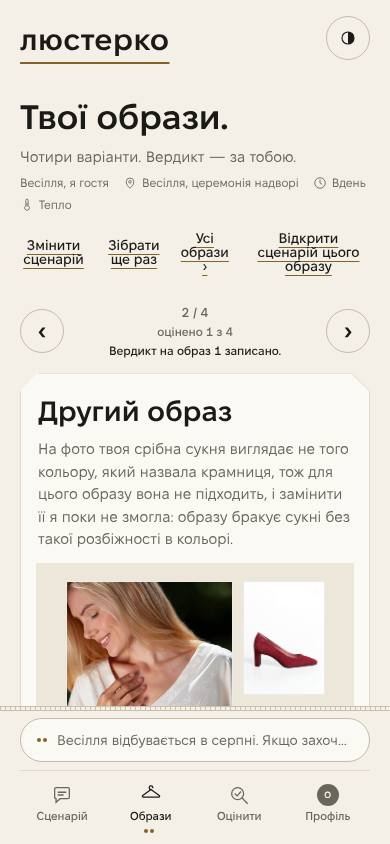 люстерко
Твої образи.
Чотири варіанти. Вердикт — за тобою.
Весілля, я гостя Весілля, церемонія надворі Вдень
Тепло
Змінити
сценарій
Зібрати
ще раз
Усі
образи
›
Відкрити
сценарій цього
образу
‹
2 / 4
оцінено 1 з 4
Вердикт на образ 1 записано.
›
Другий образ
На фото твоя срібна сукня виглядає не того
кольору, який назвала крамниця, тож для
цього образу вона не підходить, і замінити
її я поки не змогла: образу бракує сукні без
такої розбіжності в кольорі.
Весілля відбувається в серпні. Якщо захоч…
Сценарій
Образи
Оцінити
О
Профіль